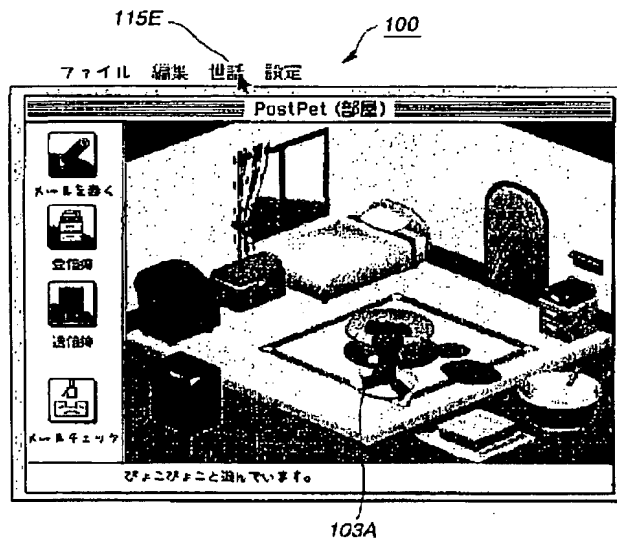 115E
100
ファイル 編集 世話 設定
PostPet (部屋)
メールを書く
受信箱
送信箱
メールチェック
ぴょこぴょこと遊んでいます。
103A